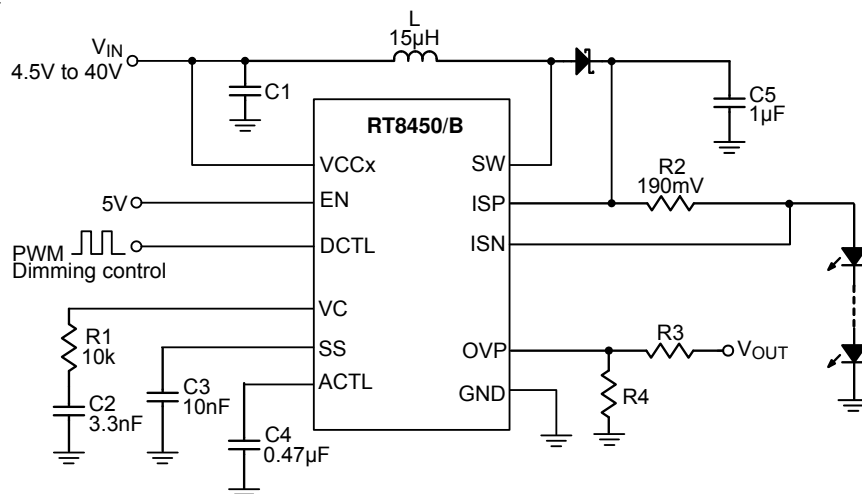 V_IN
4.5V to 40V
L
15µH
C1
C5
1µF
RT8450/B
VCCx
SW
R2
190mV
5V
EN
ISP
PWM
Dimming control
DCTL
ISN
VC
R1
10k
SS
OVP
R3
V_OUT
C2
3.3nF
C3
10nF
ACTL
GND
R4
C4
0.47µF